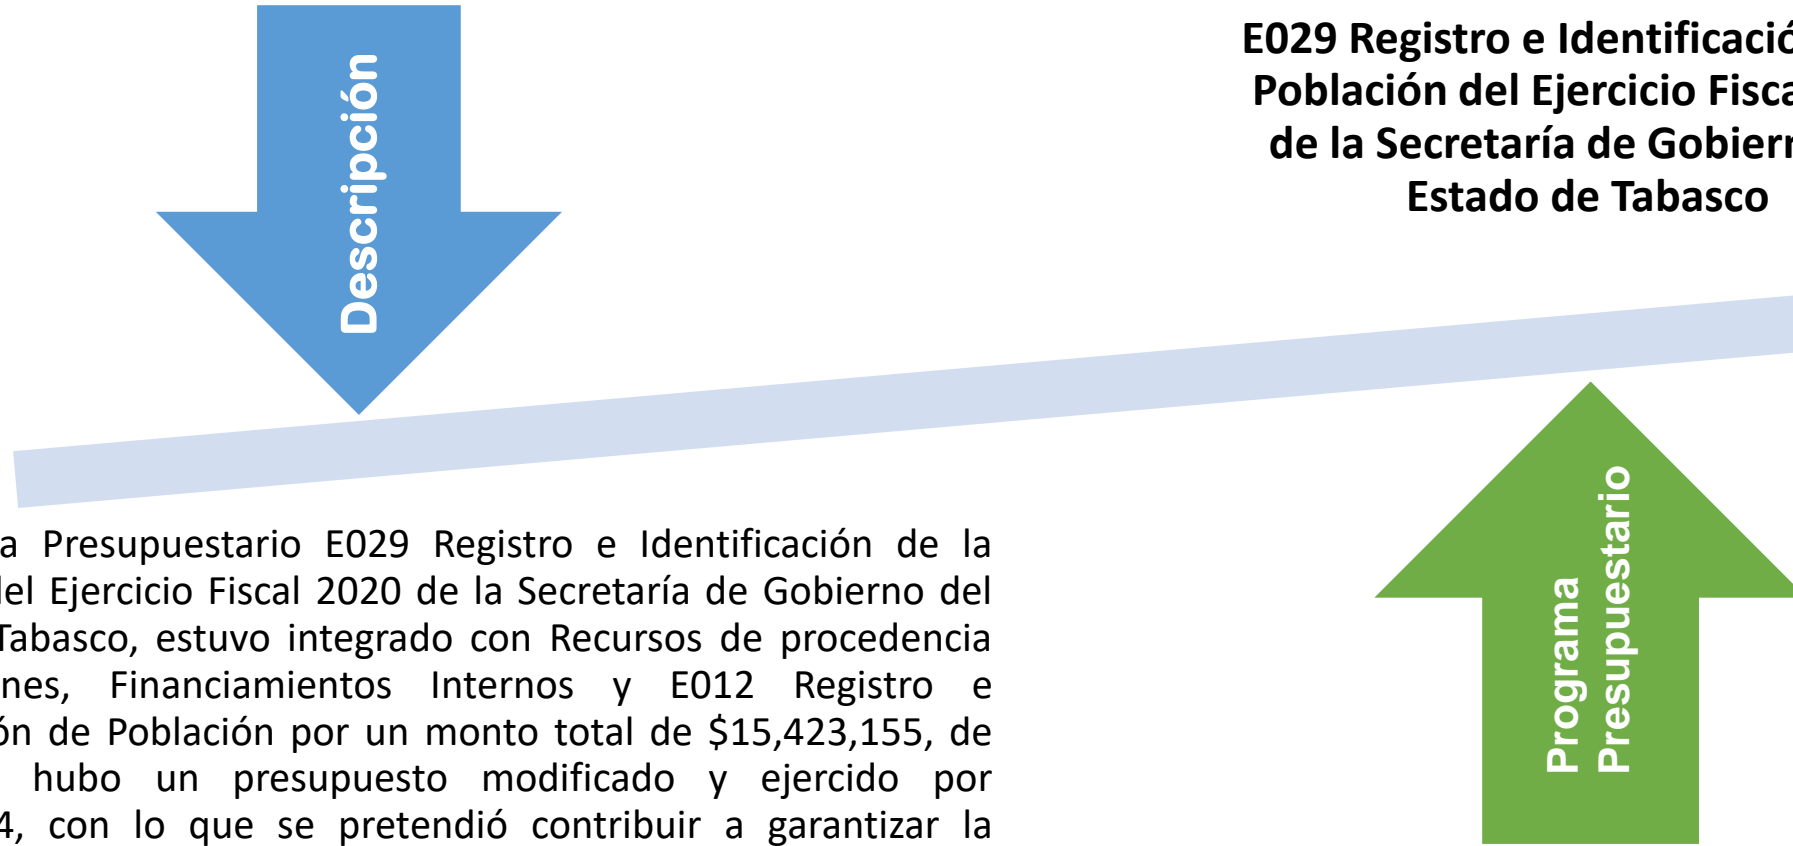 Descripción
E029 Registro e Identificació
Población del Ejercicio Fisca
de la Secretaría de Gobiern
Estado de Tabasco
a Presupuestario E029 Registro e Identificación de la
del Ejercicio Fiscal 2020 de la Secretaría de Gobierno del
Tabasco, estuvo integrado con Recursos de procedencia
nes, Financiamientos Internos y E012 Registro e
ón de Población por un monto total de $15,423,155, de
hubo un presupuesto modificado y ejercido por
4, con lo que se pretendió contribuir a garantizar la
Programa
Presupuestario